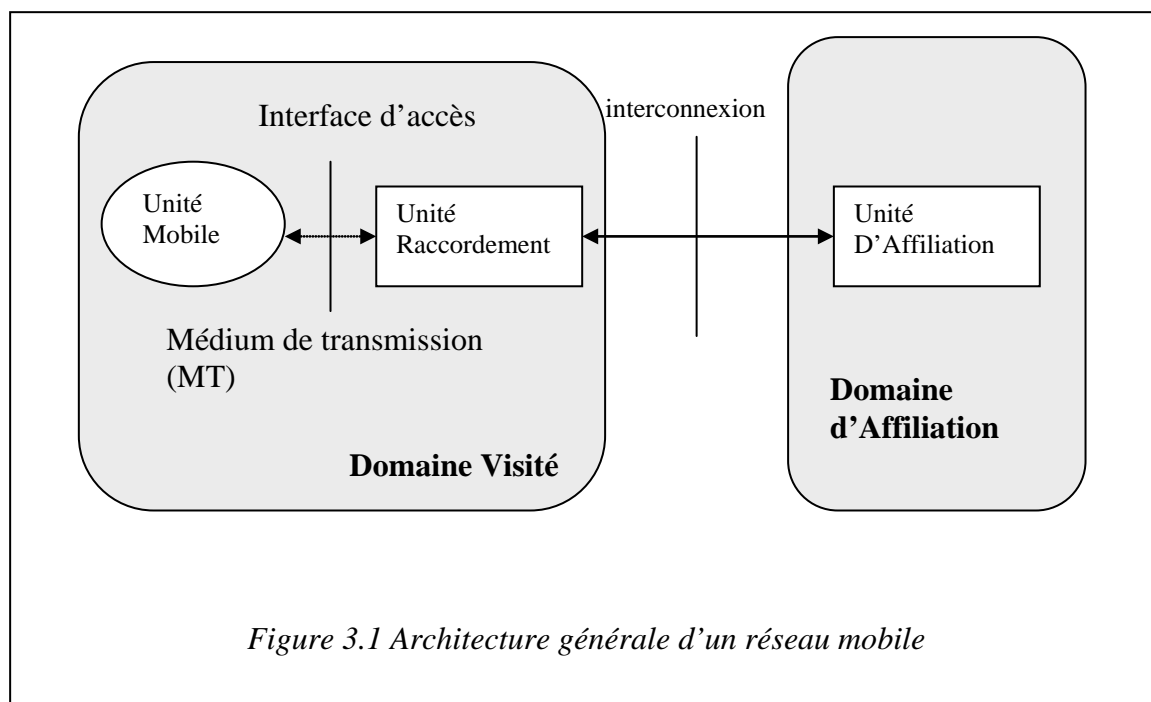 Interface d’accès
interconnexion
Unité
Mobile
Unité
Raccordement
Unité
D’Affiliation
Médium de transmission
(MT)
Domaine
d’Affiliation
Domaine Visité
Figure 3.1 Architecture générale d’un réseau mobile